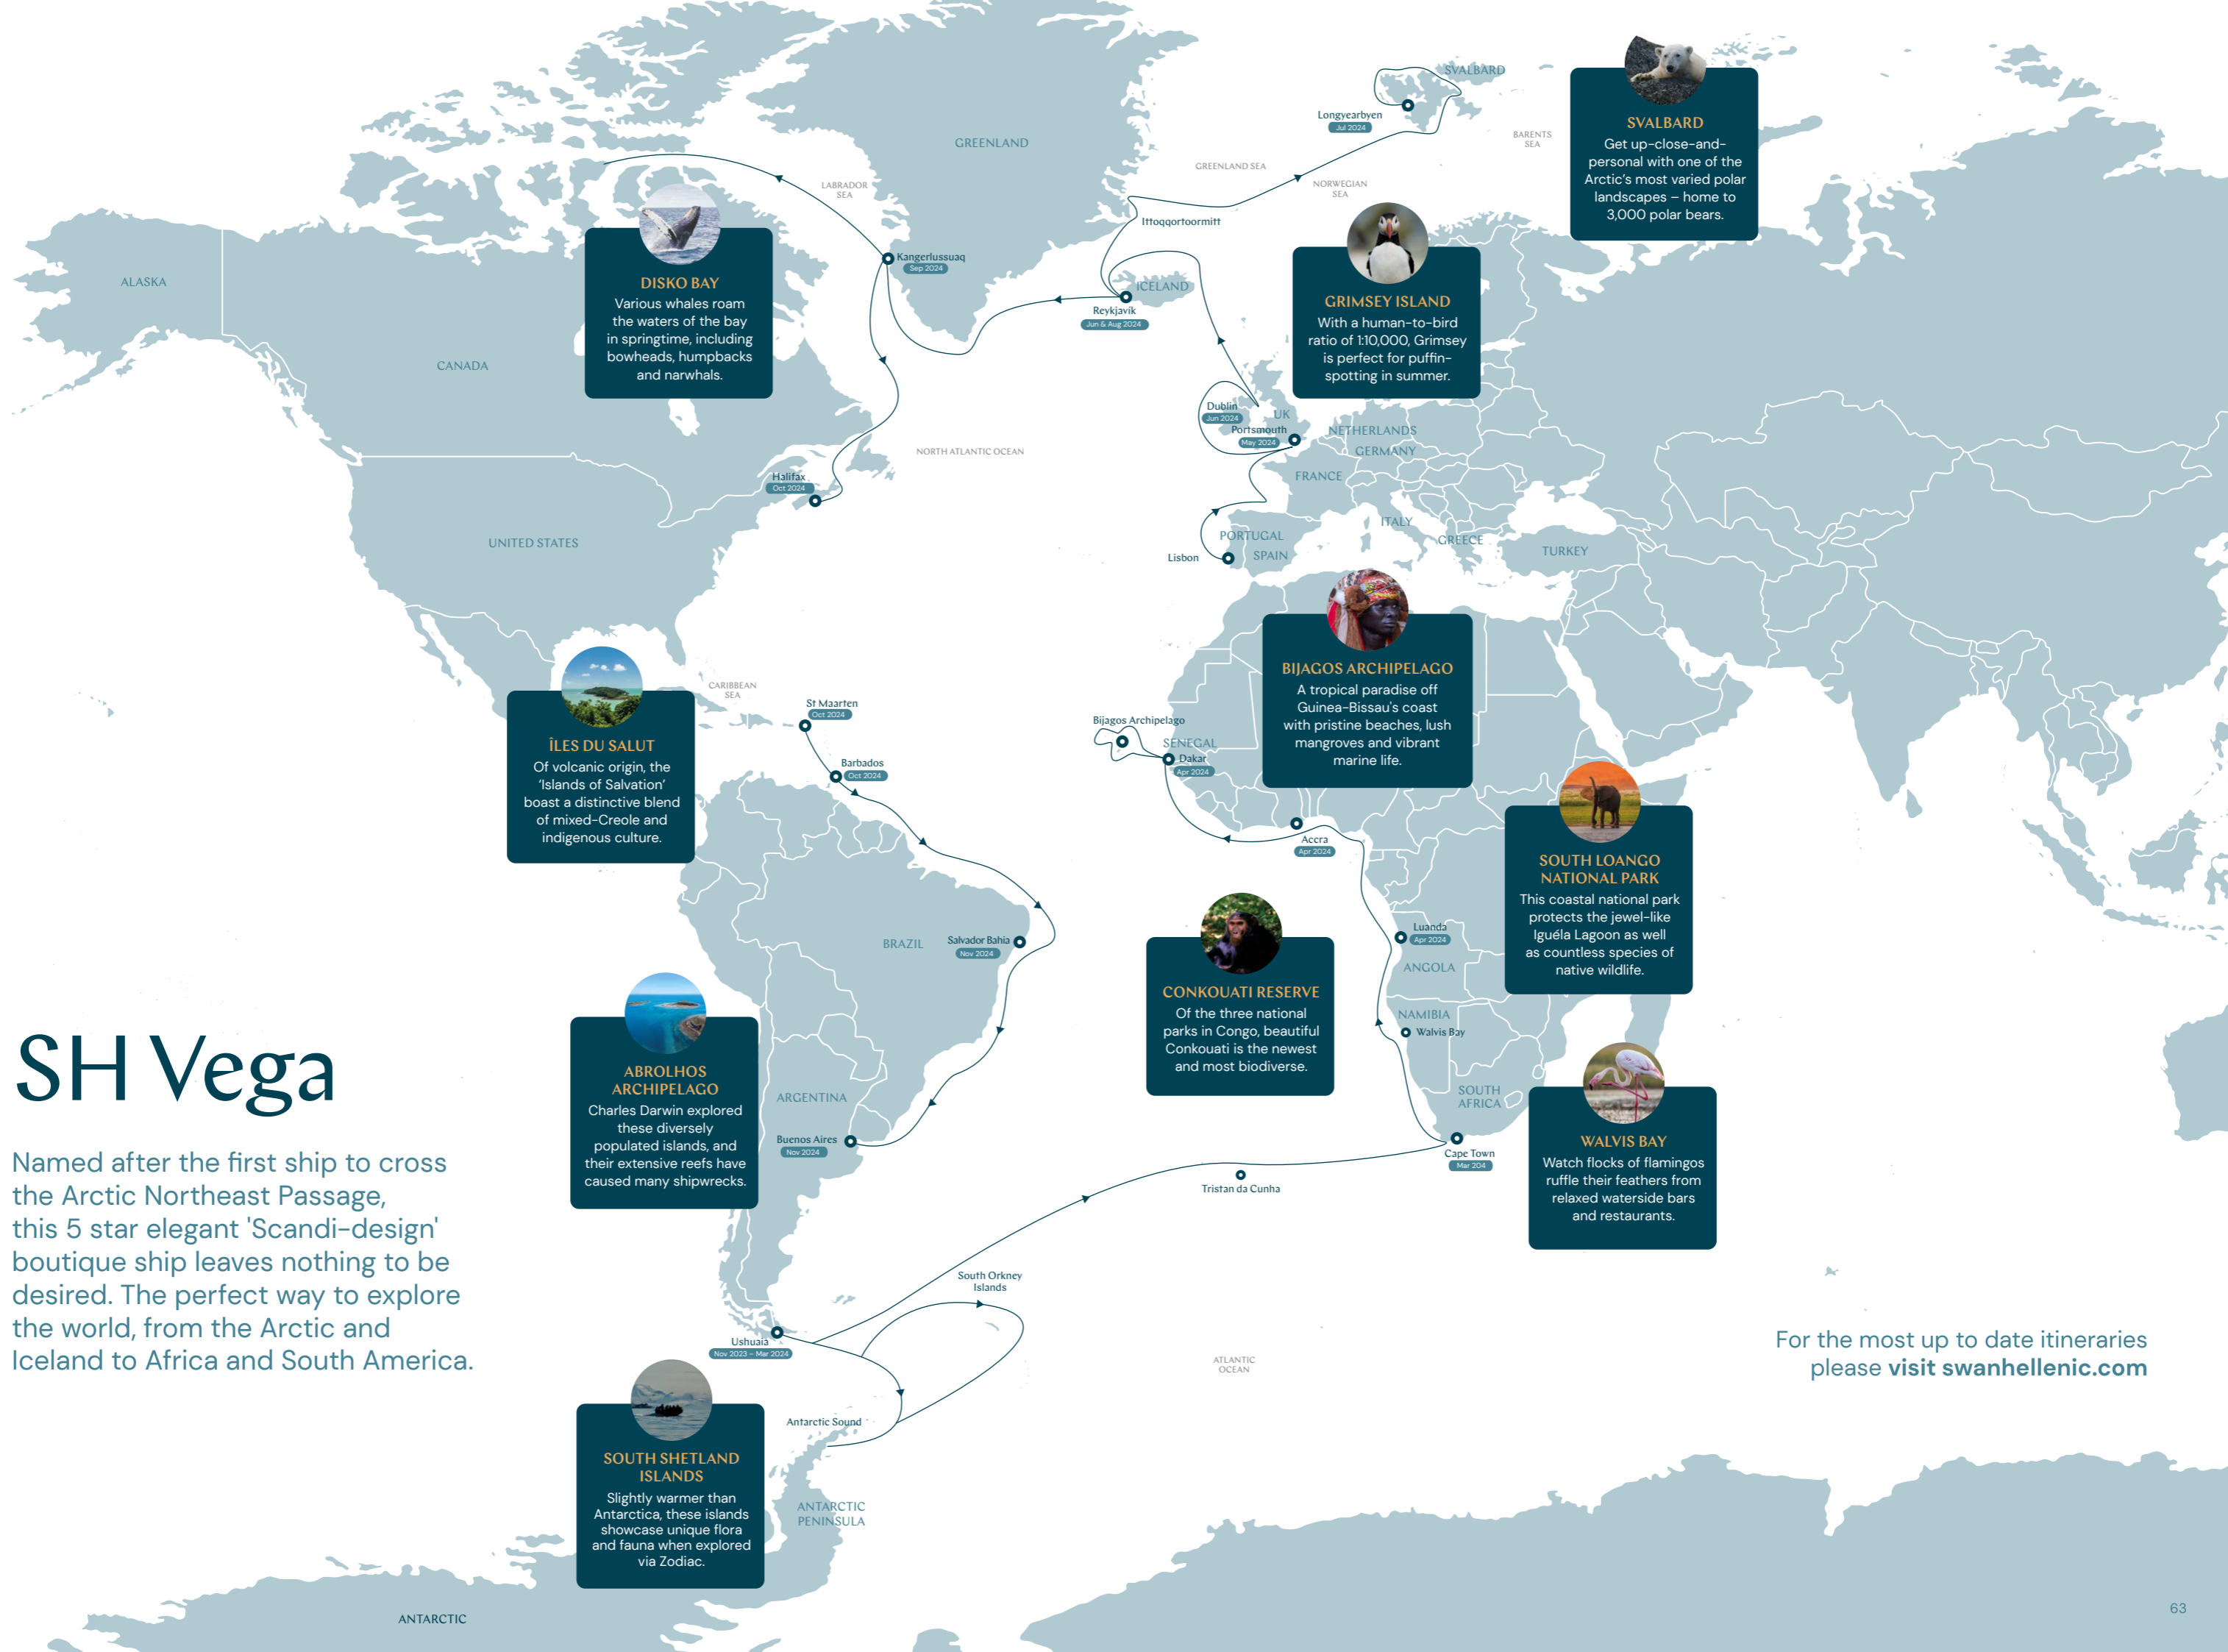 SVALBARD
Longyearbyen
Jul 2024
BARENTS
SEA
GREENLAND
GREENLAND SEA
NORWEGIAN
SEA
LABRADOR
SEA
Ittoqqortoormitt
Kangerlussuaq
Sep 2024
ICELAND
Reykjavik
Jun & Aug 2024
ALASKA
CANADA
SVALBARD
Get up-close-and-
personal with one of the
Arctic's most varied polar
landscapes – home to
3,000 polar bears.
DISKO BAY
Various whales roam
the waters of the bay
in springtime, including
bowheads, humpbacks
and narwhals.
GRIMSEY ISLAND
With a human-to-bird
ratio of 1:10,000, Grimsey
is perfect for puffin-
spotting in summer.
Dublin
Jun 2024
UK
Portsmouth
May 2024
NETHERLANDS
GERMANY
FRANCE
NORTH ATLANTIC OCEAN
Halifax
Oct 2024
UNITED STATES
ITALY
PORTUGAL
GREECE
Lisbon
SPAIN
TURKEY
BIJAGOS ARCHIPELAGO
A tropical paradise off
Guinea-Bissau's coast
with pristine beaches, lush
mangroves and vibrant
marine life.
CARIBBEAN
SEA
St Maarten
Oct 2024
Barbados
Oct 2024
Bijagos Archipelago
SENEGAL
Dakar
Apr 2024
Accra
Apr 2024
ÎLES DU SALUT
Of volcanic origin, the
'Islands of Salvation'
boast a distinctive blend
of mixed-Creole and
indigenous culture.
SOUTH LOANGO
NATIONAL PARK
This coastal national park
protects the jewel-like
Iguéla Lagoon as well
as countless species of
native wildlife.
BRAZIL
Salvador Bahia
Nov 2024
Luanda
Apr 2024
ANGOLA
CONKOUATI RESERVE
Of the three national
parks in Congo, beautiful
Conkouati is the newest
and most biodiverse.
NAMIBIA
Walvis Bay
ABROLHOS
ARCHIPELAGO
Charles Darwin explored
these diversely
populated islands, and
their extensive reefs have
caused many shipwrecks.
ARGENTINA
Buenos Aires
Nov 2024
SOUTH
AFRICA
Cape Town
Mar 204
Tristan da Cunha
WALVIS BAY
Watch flocks of flamingos
ruffle their feathers from
relaxed waterside bars
and restaurants.
SH Vega
Named after the first ship to cross
the Arctic Northeast Passage,
this 5 star elegant 'Scandi-design'
boutique ship leaves nothing to be
desired. The perfect way to explore
the world, from the Arctic and
Iceland to Africa and South America.
South Orkney
Islands
Ushuaia
Nov 2023 – Mar 2024
ATLANTIC
OCEAN
For the most up to date itineraries
please visit swanhellenic.com
Antarctic Sound
SOUTH SHETLAND
ISLANDS
Slightly warmer than
Antarctica, these islands
showcase unique flora
and fauna when explored
via Zodiac.
ANTARCTIC
PENINSULA
ANTARCTIC
63